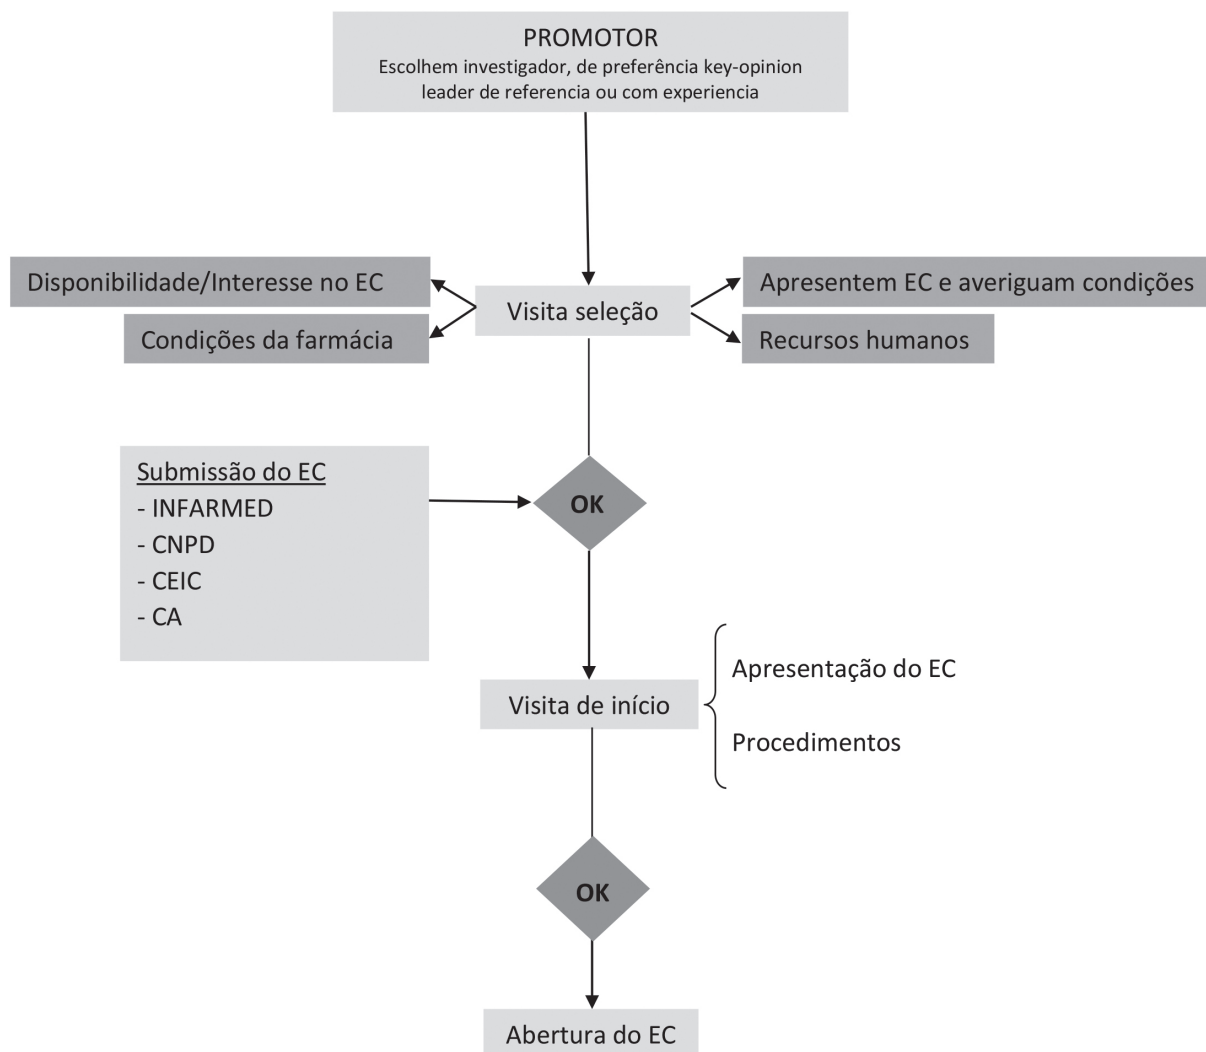 PROMOTOR
Escolhem investigador, de preferência key-opinion
leader de referencia ou com experiencia
Disponibilidade/Interesse no EC
Condições da farmácia
Visita seleção
Apresentem EC e averiguam condições
Recursos humanos
Submissão do EC
- INFARMED
- CNPD
- CEIC
- CA
OK
Visita de início
Apresentação do EC
Procedimentos
OK
Abertura do EC